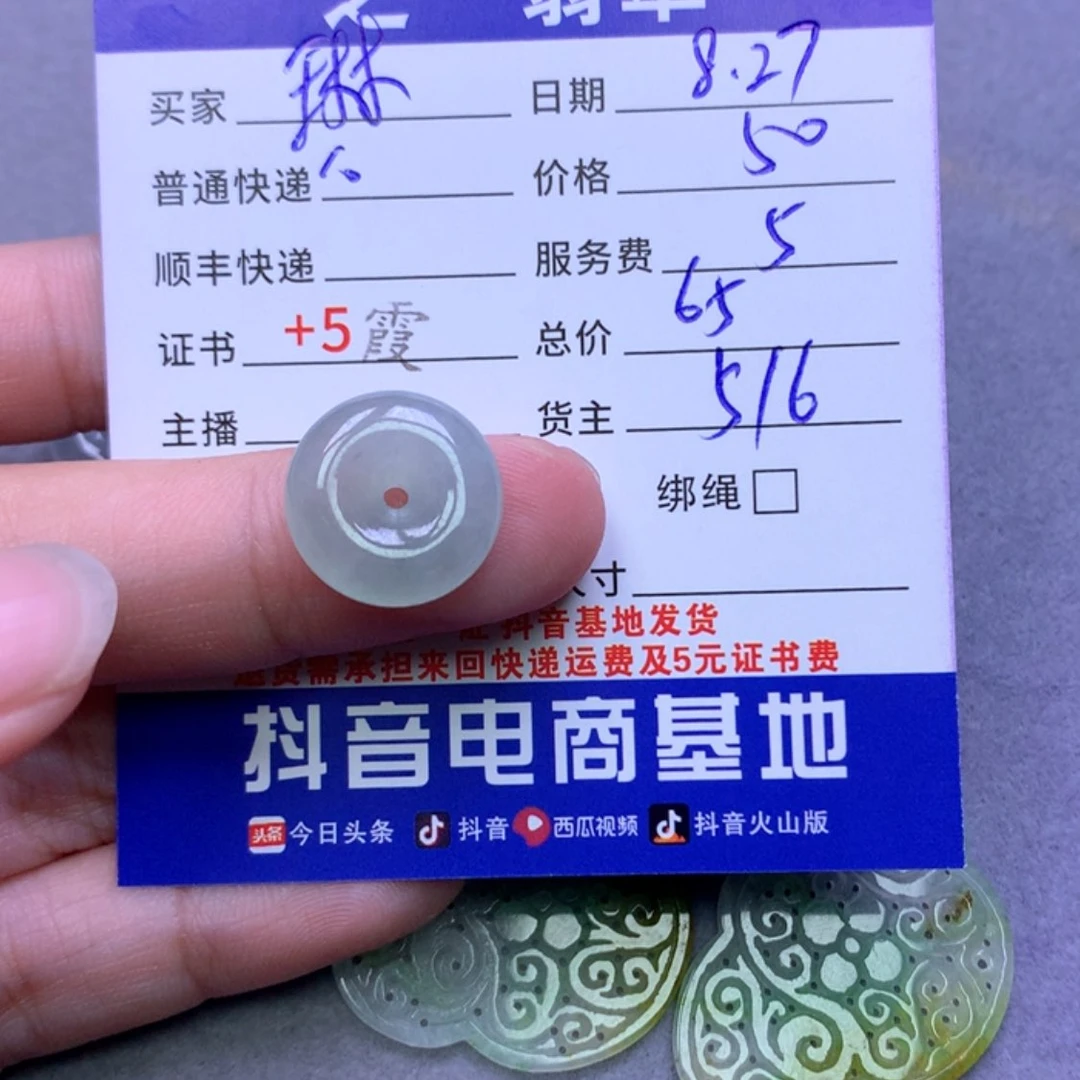 买家 琳 日期 8.27
普通快递 10 价格 50
顺丰快递 服务费 5
证书 +5 霞 总价 65
主播 货主 516
绑绳
寸
抖音基地发货
退货需承担来回快递运费及5元证书费
抖音电商基地
头条 今日头条 抖音 西瓜视频 抖音火山版